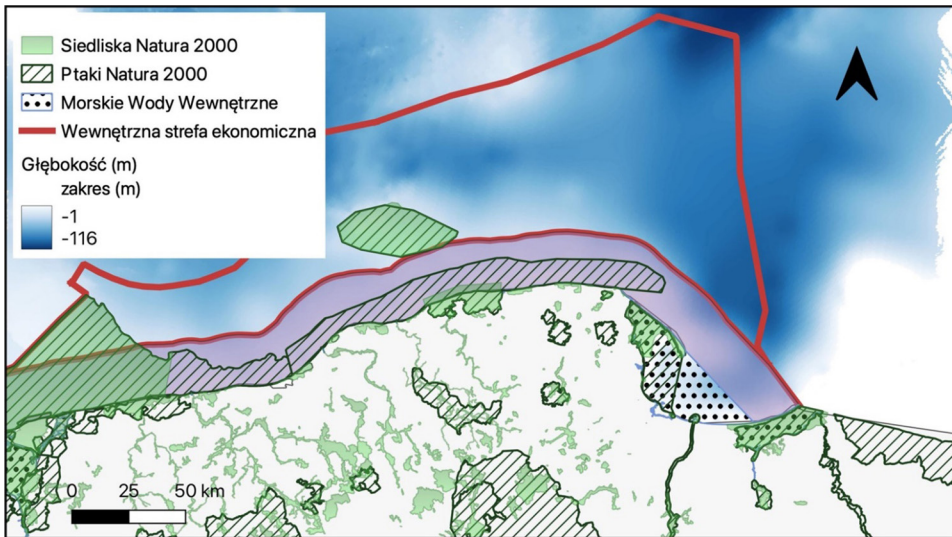 Siedliska Natura 2000
Ptaki Natura 2000
Morskie Wody Wewnętrzne
Wewnętrzna strefa ekonomiczna
Głębokość (m)
zakres (m)
-1
-116
0 25 50 km